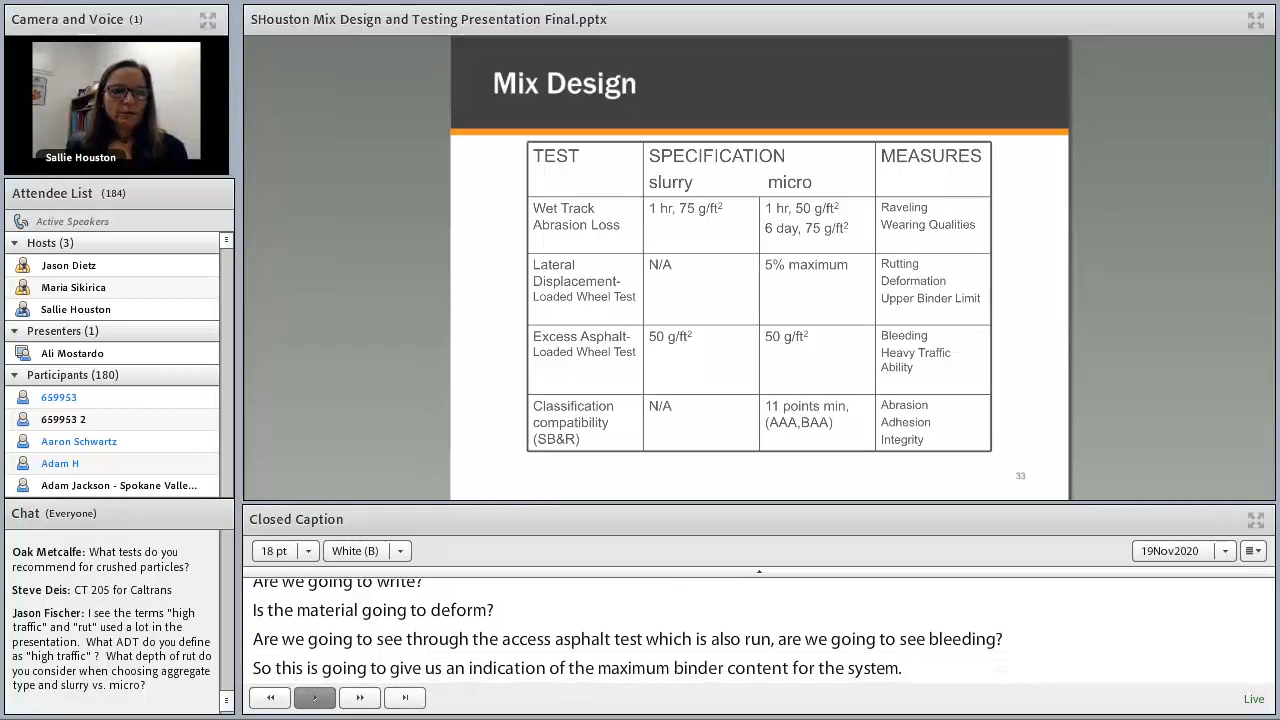 Camera and Voice (1)
Sallie Houston
Attendee List (184)
Active Speakers
Hosts (3)
Jason Dietz
Maria Sikirica
Sallie Houston
Presenters (1)
Ali Mostardo
Participants (180)
659953
659953 2
Aaron Schwartz
Adam H
Adam Jackson - Spokane Valle...
Chat (Everyone)
Oak Metcalfe: What tests do you
recommend for crushed particles?
Steve Deis: CT 205 for Caltrans
Jason Fischer: I see the terms "high
traffic" and "rut" used a lot in the
presentation. What ADT do you define
as "high traffic" ? What depth of rut do
you consider when choosing aggregate
type and slurry vs. micro?
SHouston Mix Design and Testing Presentation Final.pptx
Mix Design
TEST SPECIFICATION MEASURES
slurry micro
Wet Track
Abrasion Loss
1 hr, 75 g/ft²
1 hr, 50 g/ft²
6 day, 75 g/ft²
Raveling
Wearing Qualities
Lateral
Displacement-
Loaded Wheel Test
N/A
5% maximum
Rutting
Deformation
Upper Binder Limit
Excess Asphalt-
Loaded Wheel Test
50 g/ft²
50 g/ft²
Bleeding
Heavy Traffic
Ability
Classification
compatibility
(SB&R)
N/A
11 points min,
(AAA,BAA)
Abrasion
Adhesion
Integrity
33
Closed Caption
18 pt White (B) 19Nov2020
Are we going to write?
Is the material going to deform?
Are we going to see through the access asphalt test which is also run, are we going to see bleeding?
So this is going to give us an indication of the maximum binder content for the system.
Live